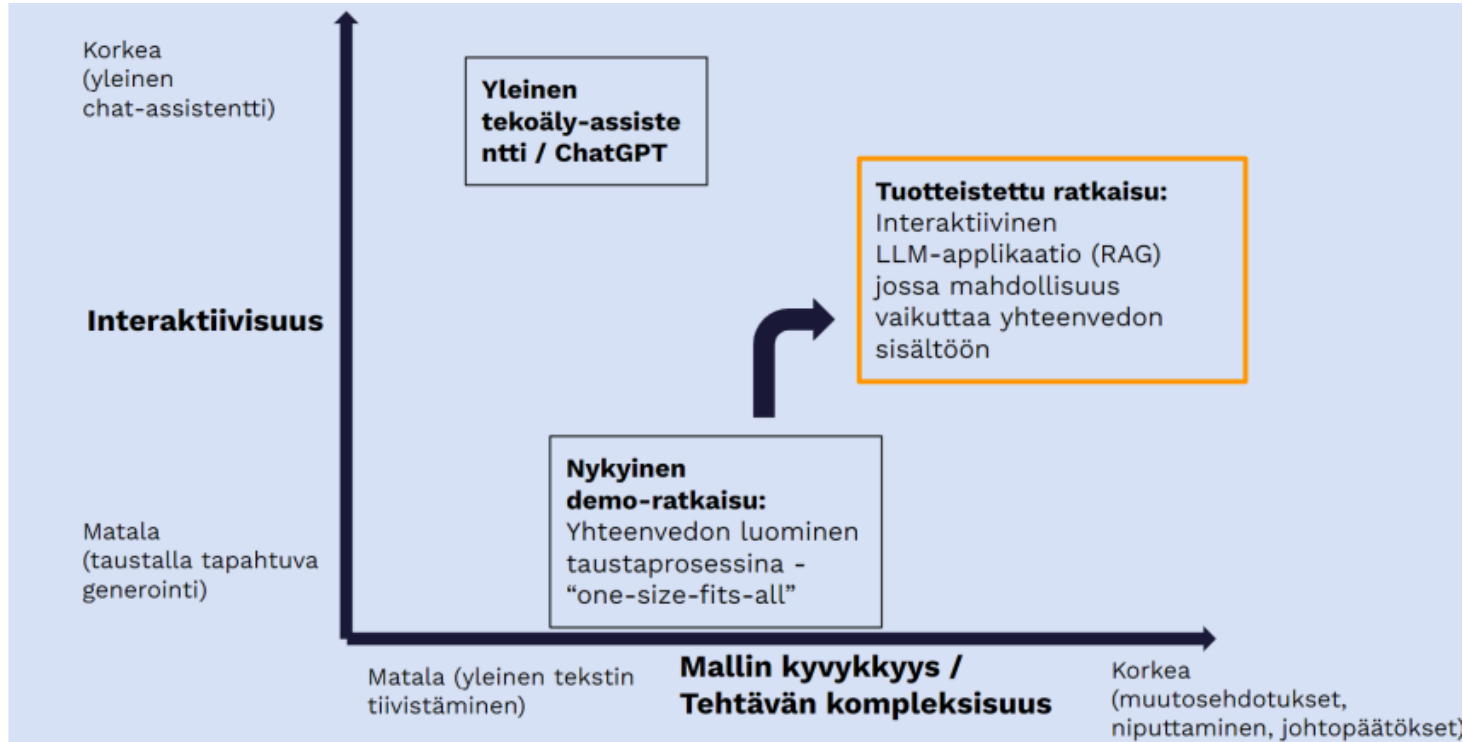 Korkea
(yleinen
chat-assistentti)
Yleinen
tekoäly-assiste
ntti / ChatGPT
Tuotteistettu ratkaisu:
Interaktiivinen
LLM-applikaatio (RAG)
jossa mahdollisuus
vaikuttaa yhteenvedon
sisältöön
Interaktiivisuus
Nykyinen
demo-ratkaisu:
Yhteenvedon luominen
taustaprosessina -
“one-size-fits-all”
Matala
(taustalla tapahtuva
generointi)
Matala (yleinen tekstin
tiivistäminen)
Mallin kyvykkyys /
Tehtävän kompleksisuus
Korkea
(muutosehdotukset,
niputtaminen, johtopäätökset)